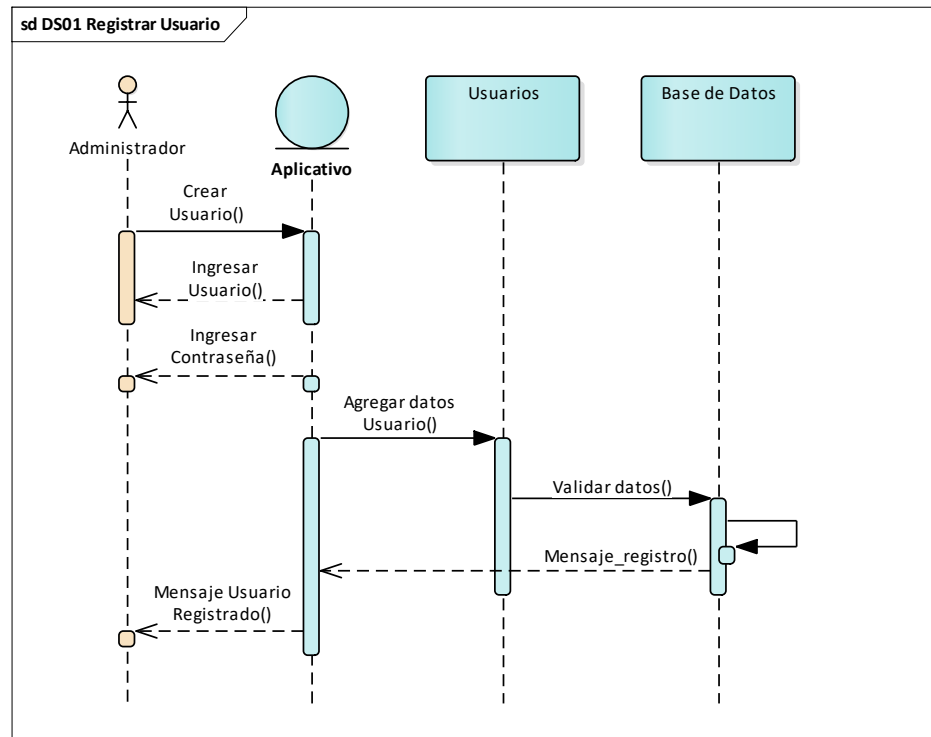 sd DS01 Registrar Usuario
Administrador
Aplicativo
Usuarios
Base de Datos
Crear
Usuario()
Ingresar
Usuario()
Ingresar
Contraseña()
Agregar datos
Usuario()
Validar datos()
Mensaje_registro()
Mensaje Usuario
Registrado()